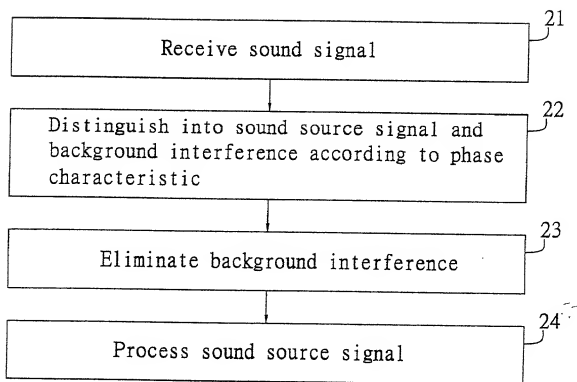 21
Receive sound signal
22
Distinguish into sound source signal and
background interference according to phase
characteristic
23
Eliminate background interference
24
Process sound source signal